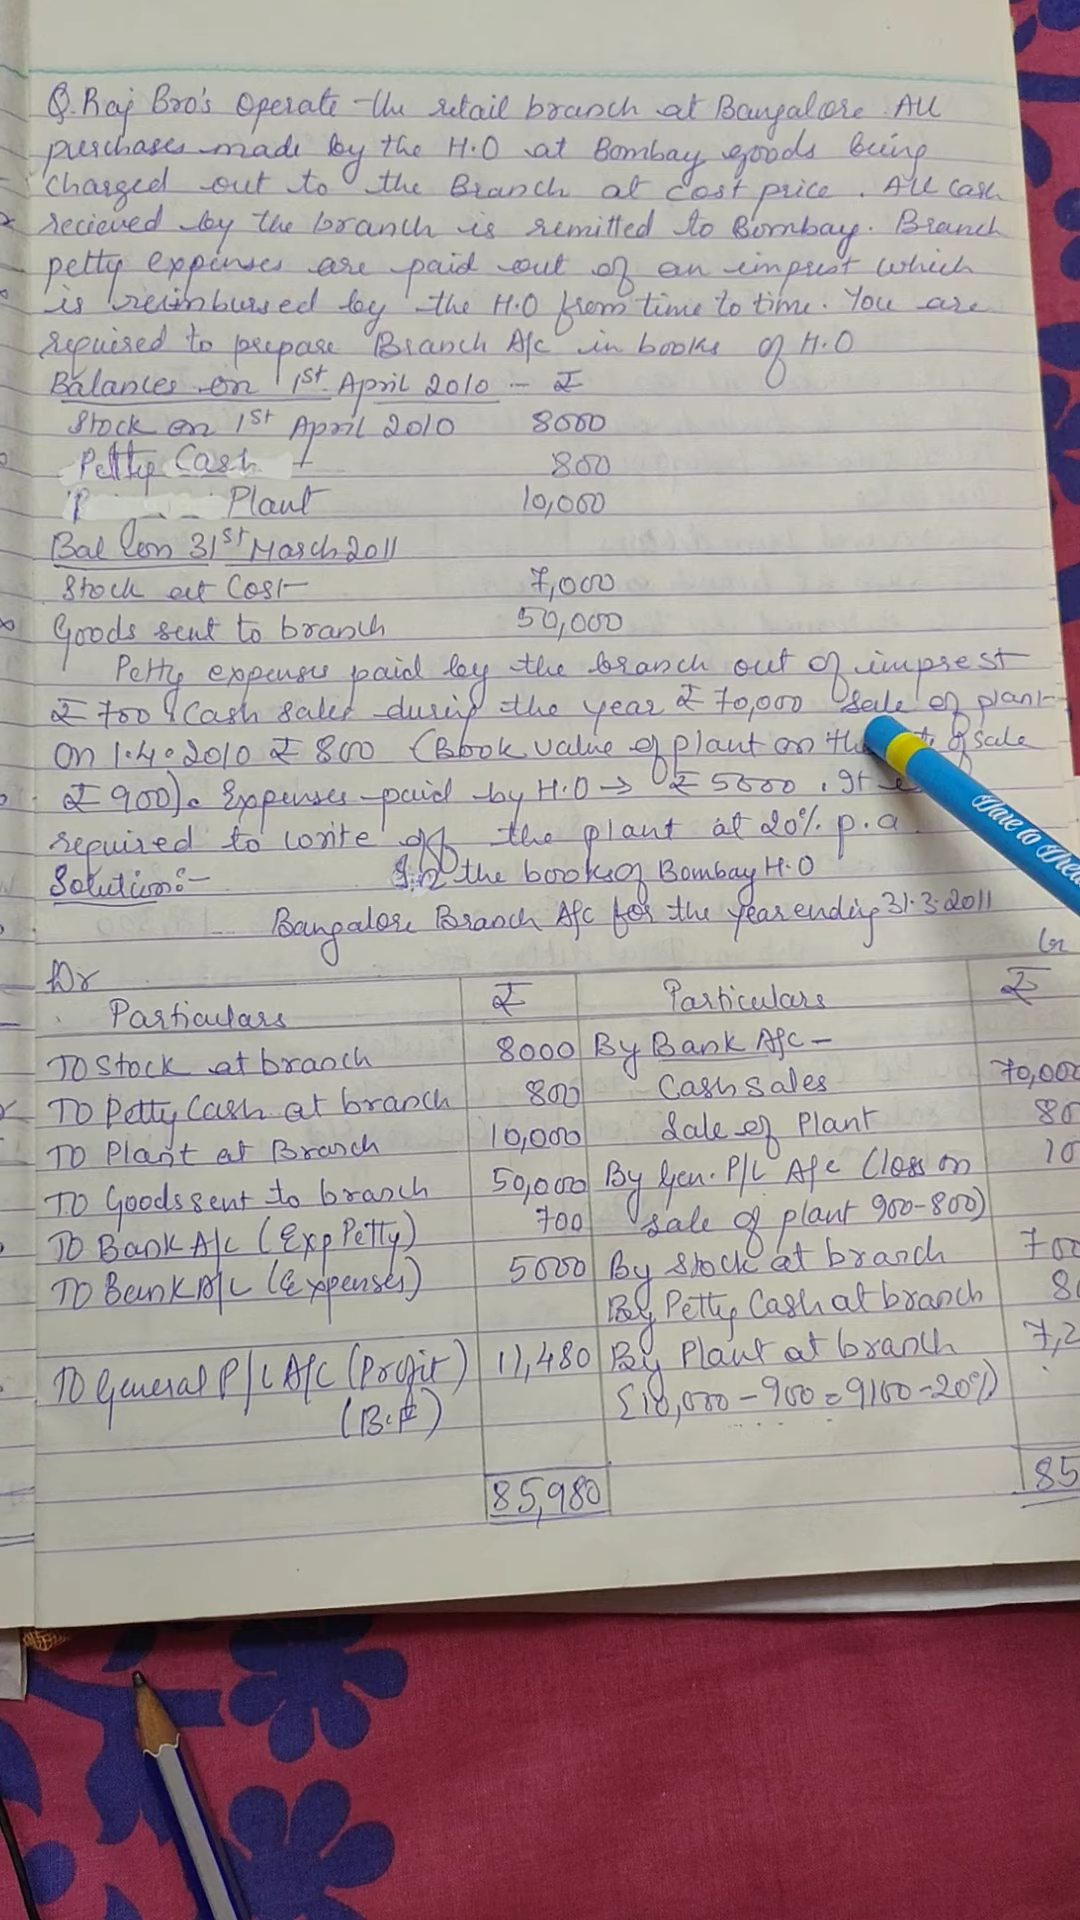 Q. Raj Bro's Operate the retail branch at Bangalore. All
purchases made by the H.O at Bombay goods being
charged out to the Branch at cost price. All cash
recieved by the branch is remitted to Bombay. Branch
petty expenses are paid out of an imprest which
is reimbursed by the H.O from time to time. You are
required to prepare Branch A/c in books of H.O
Balances on 1st April 2010 - ₹
Stock on 1st April 2010 8000
Petty Cash 800
Plant 10,000
Bal on 31st March 2011
Stock at Cost 7,000
Goods sent to branch 50,000
Petty expenses paid by the branch out of imprest
₹ 700 & Cash sales during the year ₹ 70,000 Sale of plant
on 1.4.2010 ₹ 800 (Book value of plant on the of sale
₹ 900). Expenses paid by H.O → ₹ 5000. It
required to write off the plant at 20% p.a
Solution:- In the books of Bombay H.O
Bangalore Branch A/c for the year ending 31.3.2011
Dr Cr
Particulars ₹ Particulars ₹
TO Stock at branch 8000 By Bank A/c -
TO Petty Cash at branch 800 Cash sales 70,000
TO Plant at Branch 10,000 Sale of Plant 80
TO Goods sent to branch 50,000 By Gen. P/L A/c (loss on 10
TO Bank A/c (Exp Petty) 700 sale of plant 900-800)
TO Bank A/c (Expenses) 5000 By Stock at branch 700
By Petty Cash at branch 80
TO General P/L A/c (Profit) 11,480 By Plant at branch 7,2
(B.F) {10,000 - 900 = 9100 - 20%)
85,980 85
Dare to